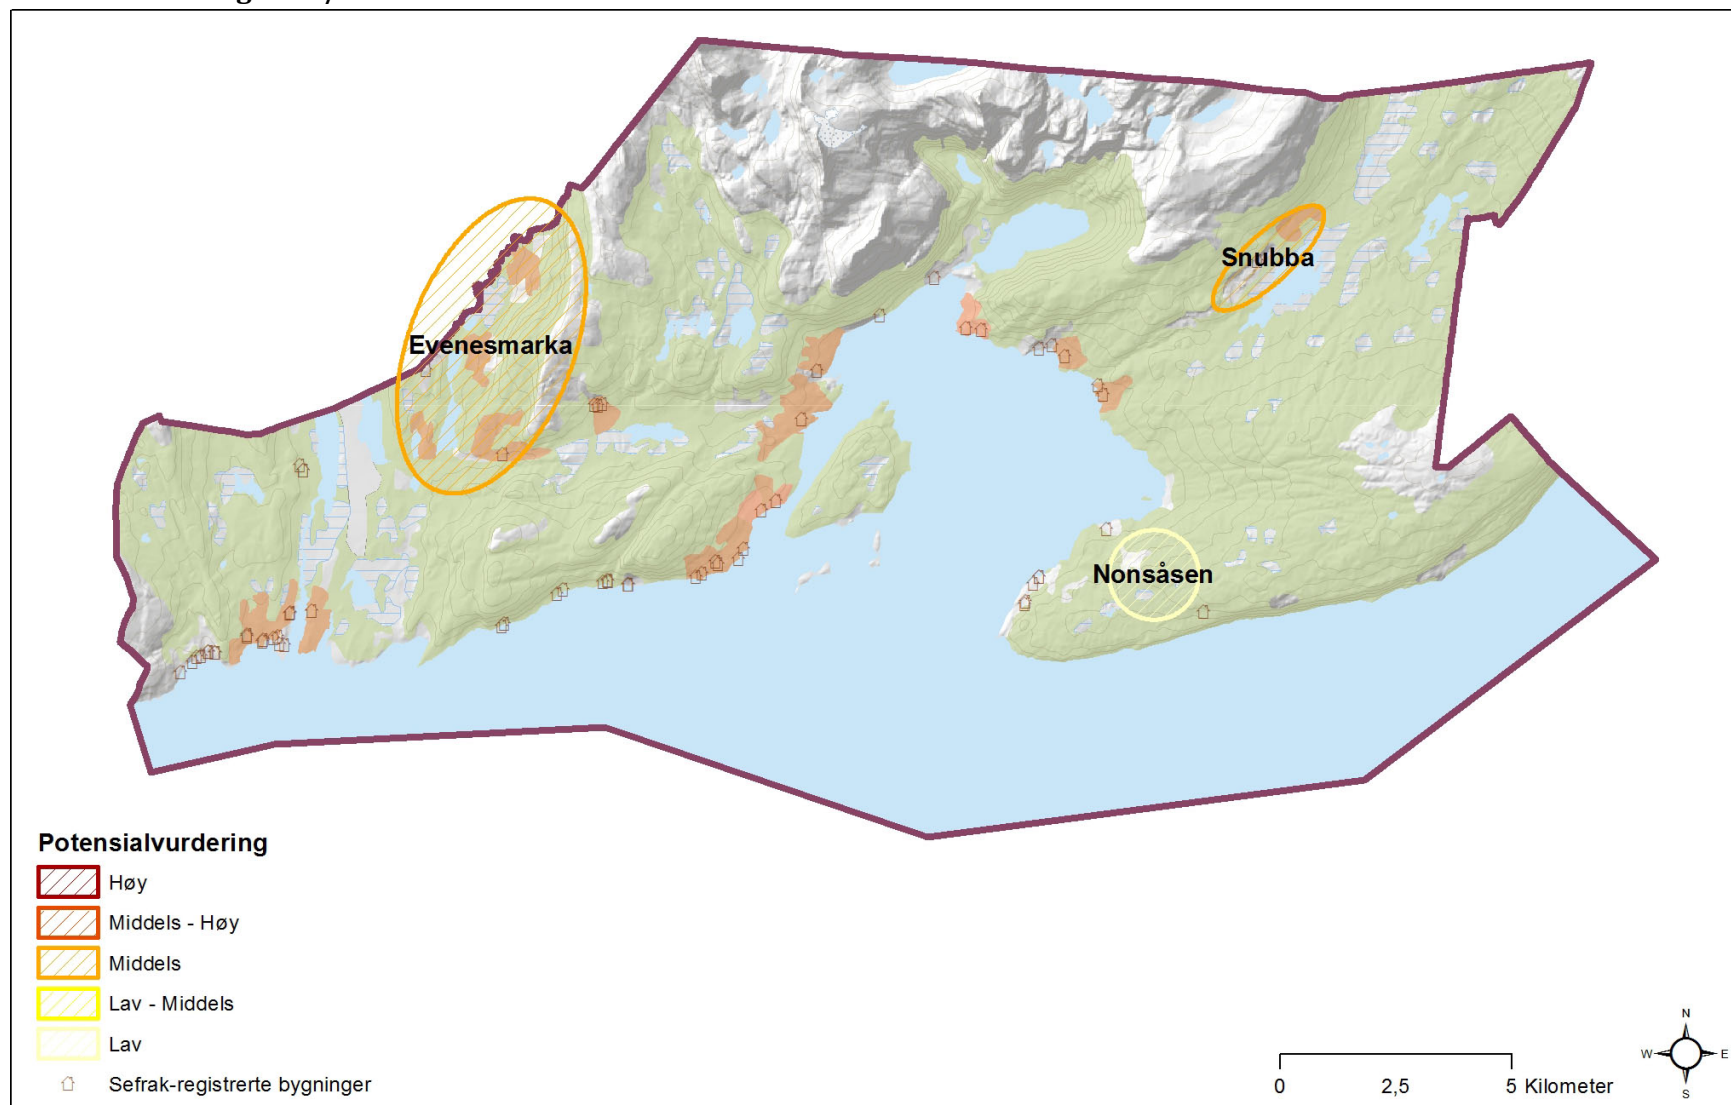 Snubba
Evenesmarka
Nonsåsen
Potensialvurdering
Høy
Middels - Høy
Middels
Lav - Middels
Lav
Sefrak-registrerte bygninger
0 2,5 5 Kilometer
N
W E
S